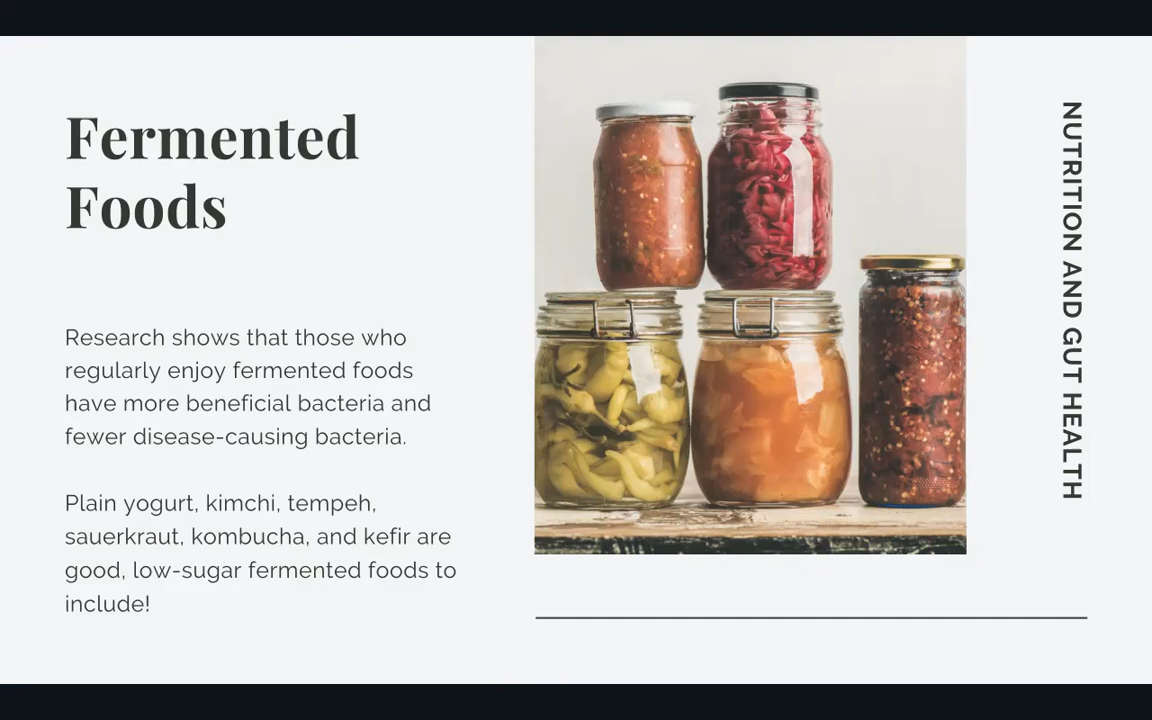 Fermented
Foods
Research shows that those who
regularly enjoy fermented foods
have more beneficial bacteria and
fewer disease-causing bacteria.
Plain yogurt, kimchi, tempeh,
sauerkraut, kombucha, and kefir are
good, low-sugar fermented foods to
include!
NUTRITION AND GUT HEALTH